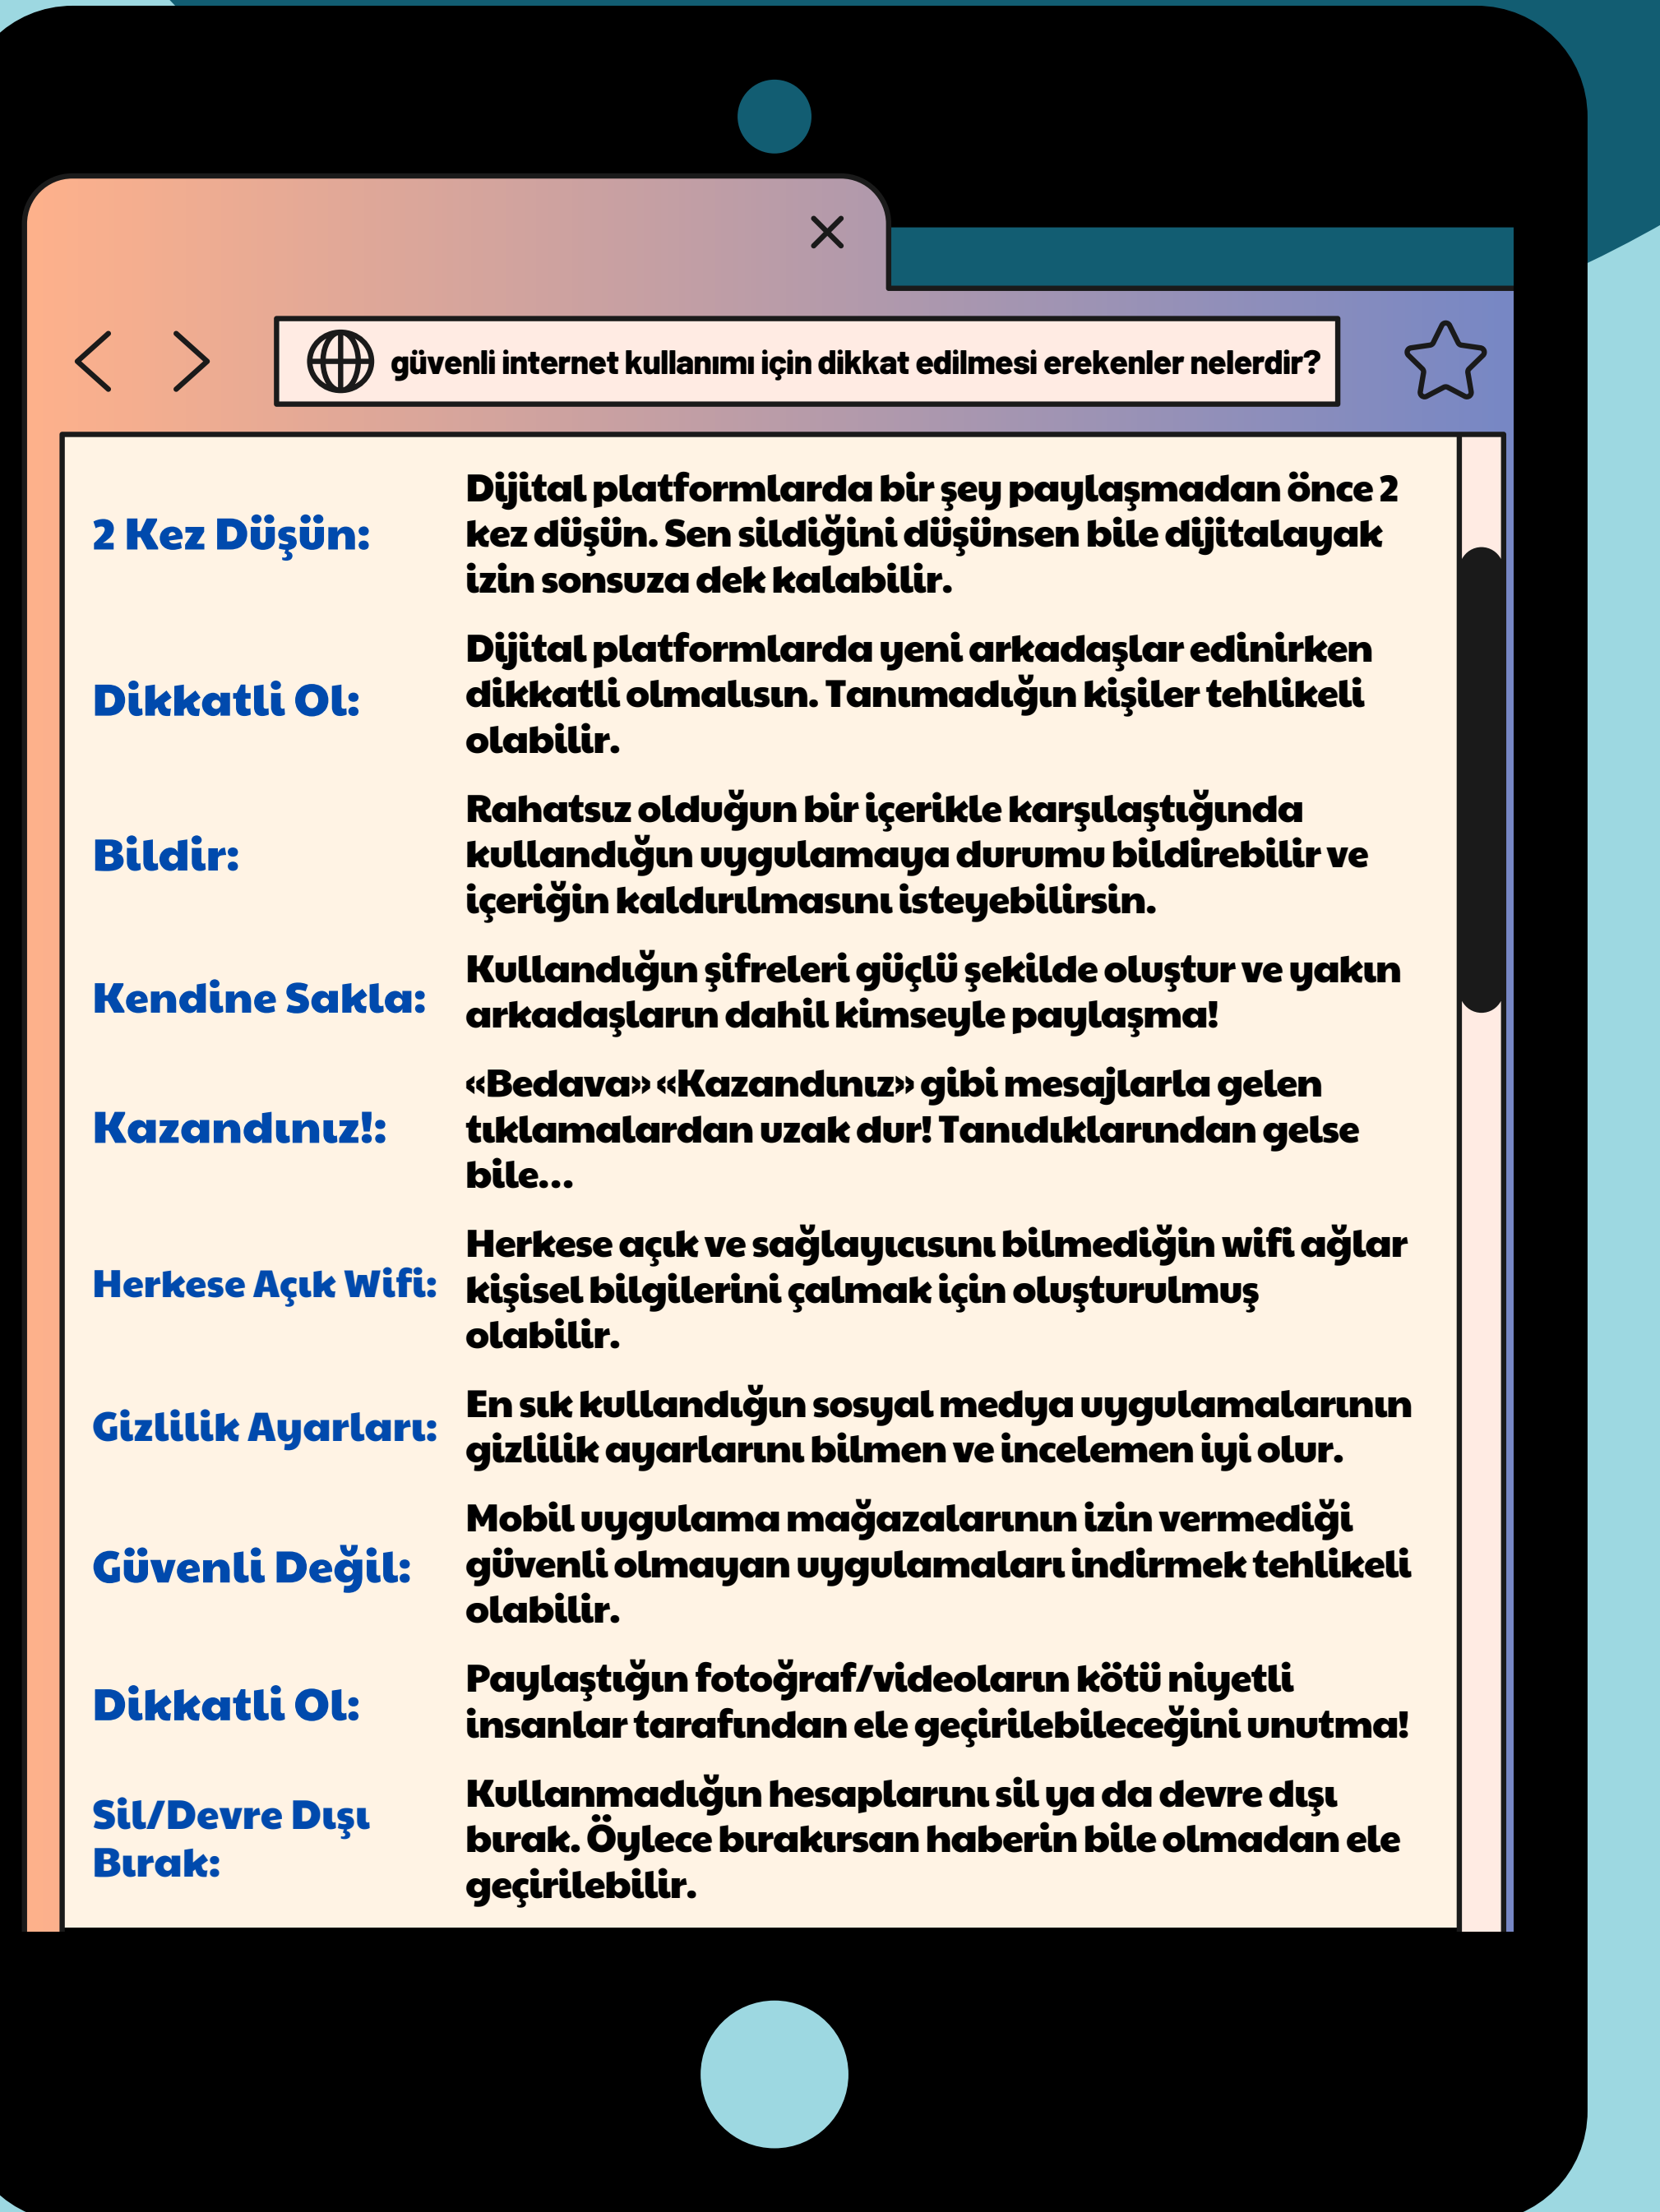 güvenli internet kullanımı için dikkat edilmesi erekenler nelerdir?
2 Kez Düşün:
Dijital platformlarda bir şey paylaşmadan önce 2
kez düşün. Sen sildiğini düşünsen bile dijitalayak
izin sonsuza dek kalabilir.
Dikkatli Ol:
Dijital platformlarda yeni arkadaşlar edinirken
dikkatli olmalısın. Tanımadığın kişiler tehlikeli
olabilir.
Bildir:
Rahatsız olduğun bir içerikle karşılaştığında
kullandığın uygulamaya durumu bildirebilir ve
içeriğin kaldırılmasını isteyebilirsin.
Kendine Sakla:
Kullandığın şifreleri güçlü şekilde oluştur ve yakın
arkadaşların dahil kimseyle paylaşma!
Kazandınız!:
«Bedava» «Kazandınız» gibi mesajlarla gelen
tıklamalardan uzak dur! Tanıdıklarından gelse
bile...
Herkese Açık Wifi:
Herkese açık ve sağlayıcısını bilmediğin wifi ağlar
kişisel bilgilerini çalmak için oluşturulmuş
olabilir.
Gizlilik Ayarları:
En sık kullandığın sosyal medya uygulamalarının
gizlilik ayarlarını bilmen ve incelemen iyi olur.
Güvenli Değil:
Mobil uygulama mağazalarının izin vermediği
güvenli olmayan uygulamaları indirmek tehlikeli
olabilir.
Dikkatli Ol:
Paylaştığın fotoğraf/videoların kötü niyetli
insanlar tarafından ele geçirilebileceğini unutma!
Sil/Devre Dışı
Bırak:
Kullanmadığın hesaplarını sil ya da devre dışı
bırak. Öylece bırakırsan haberin bile olmadan ele
geçirilebilir.